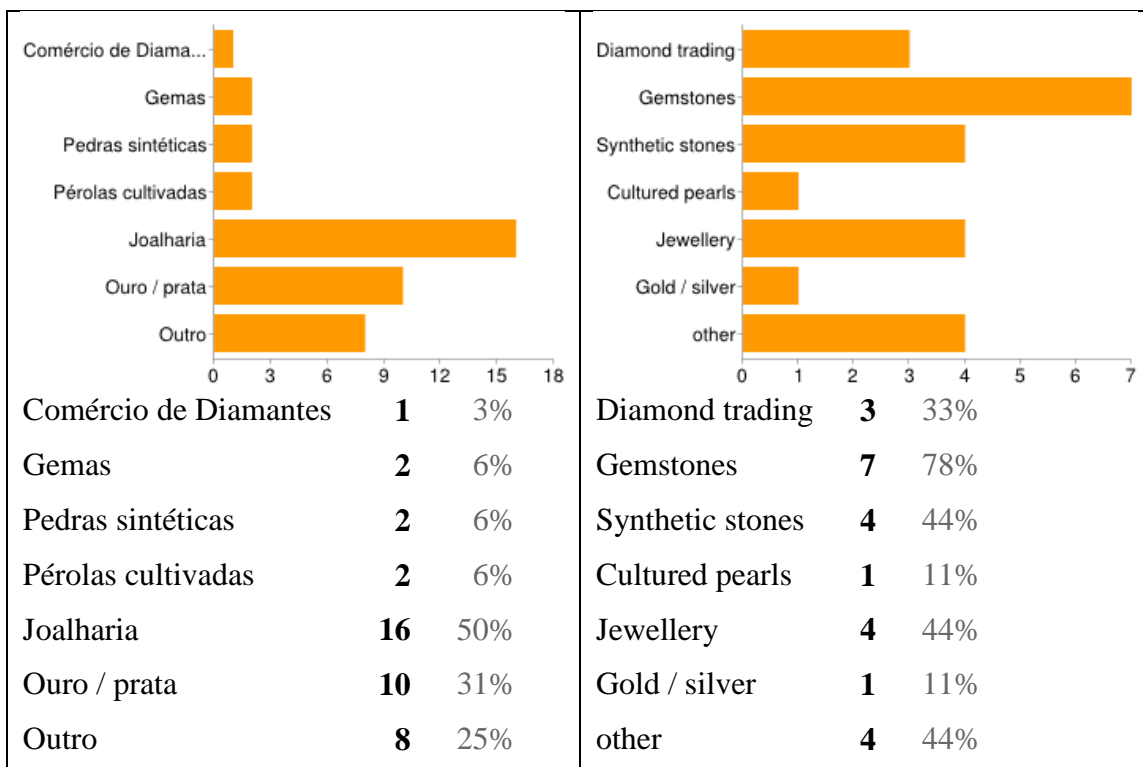 Comércio de Diama...
Gemas
Pedras sintéticas
Pérolas cultivadas
Joalharia
Ouro / prata
Outro
0 3 6 9 12 15 18
Comércio de Diamantes 1 3%
Gemas 2 6%
Pedras sintéticas 2 6%
Pérolas cultivadas 2 6%
Joalharia 16 50%
Ouro / prata 10 31%
Outro 8 25%
Diamond trading
Gemstones
Synthetic stones
Cultured pearls
Jewellery
Gold / silver
other
0 1 2 3 4 5 6 7
Diamond trading 3 33%
Gemstones 7 78%
Synthetic stones 4 44%
Cultured pearls 1 11%
Jewellery 4 44%
Gold / silver 1 11%
other 4 44%